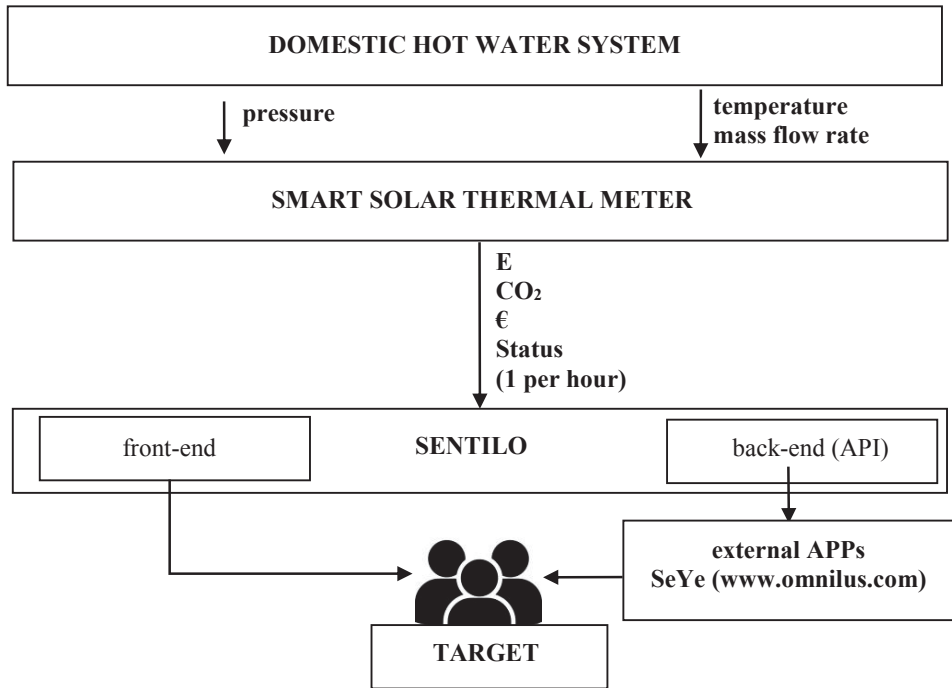 DOMESTIC HOT WATER SYSTEM
pressure
temperature
mass flow rate
SMART SOLAR THERMAL METER
E
CO₂
€
Status
(1 per hour)
front-end
SENTILO
back-end (API)
external APPs
SeYe (www.omnilus.com)
TARGET